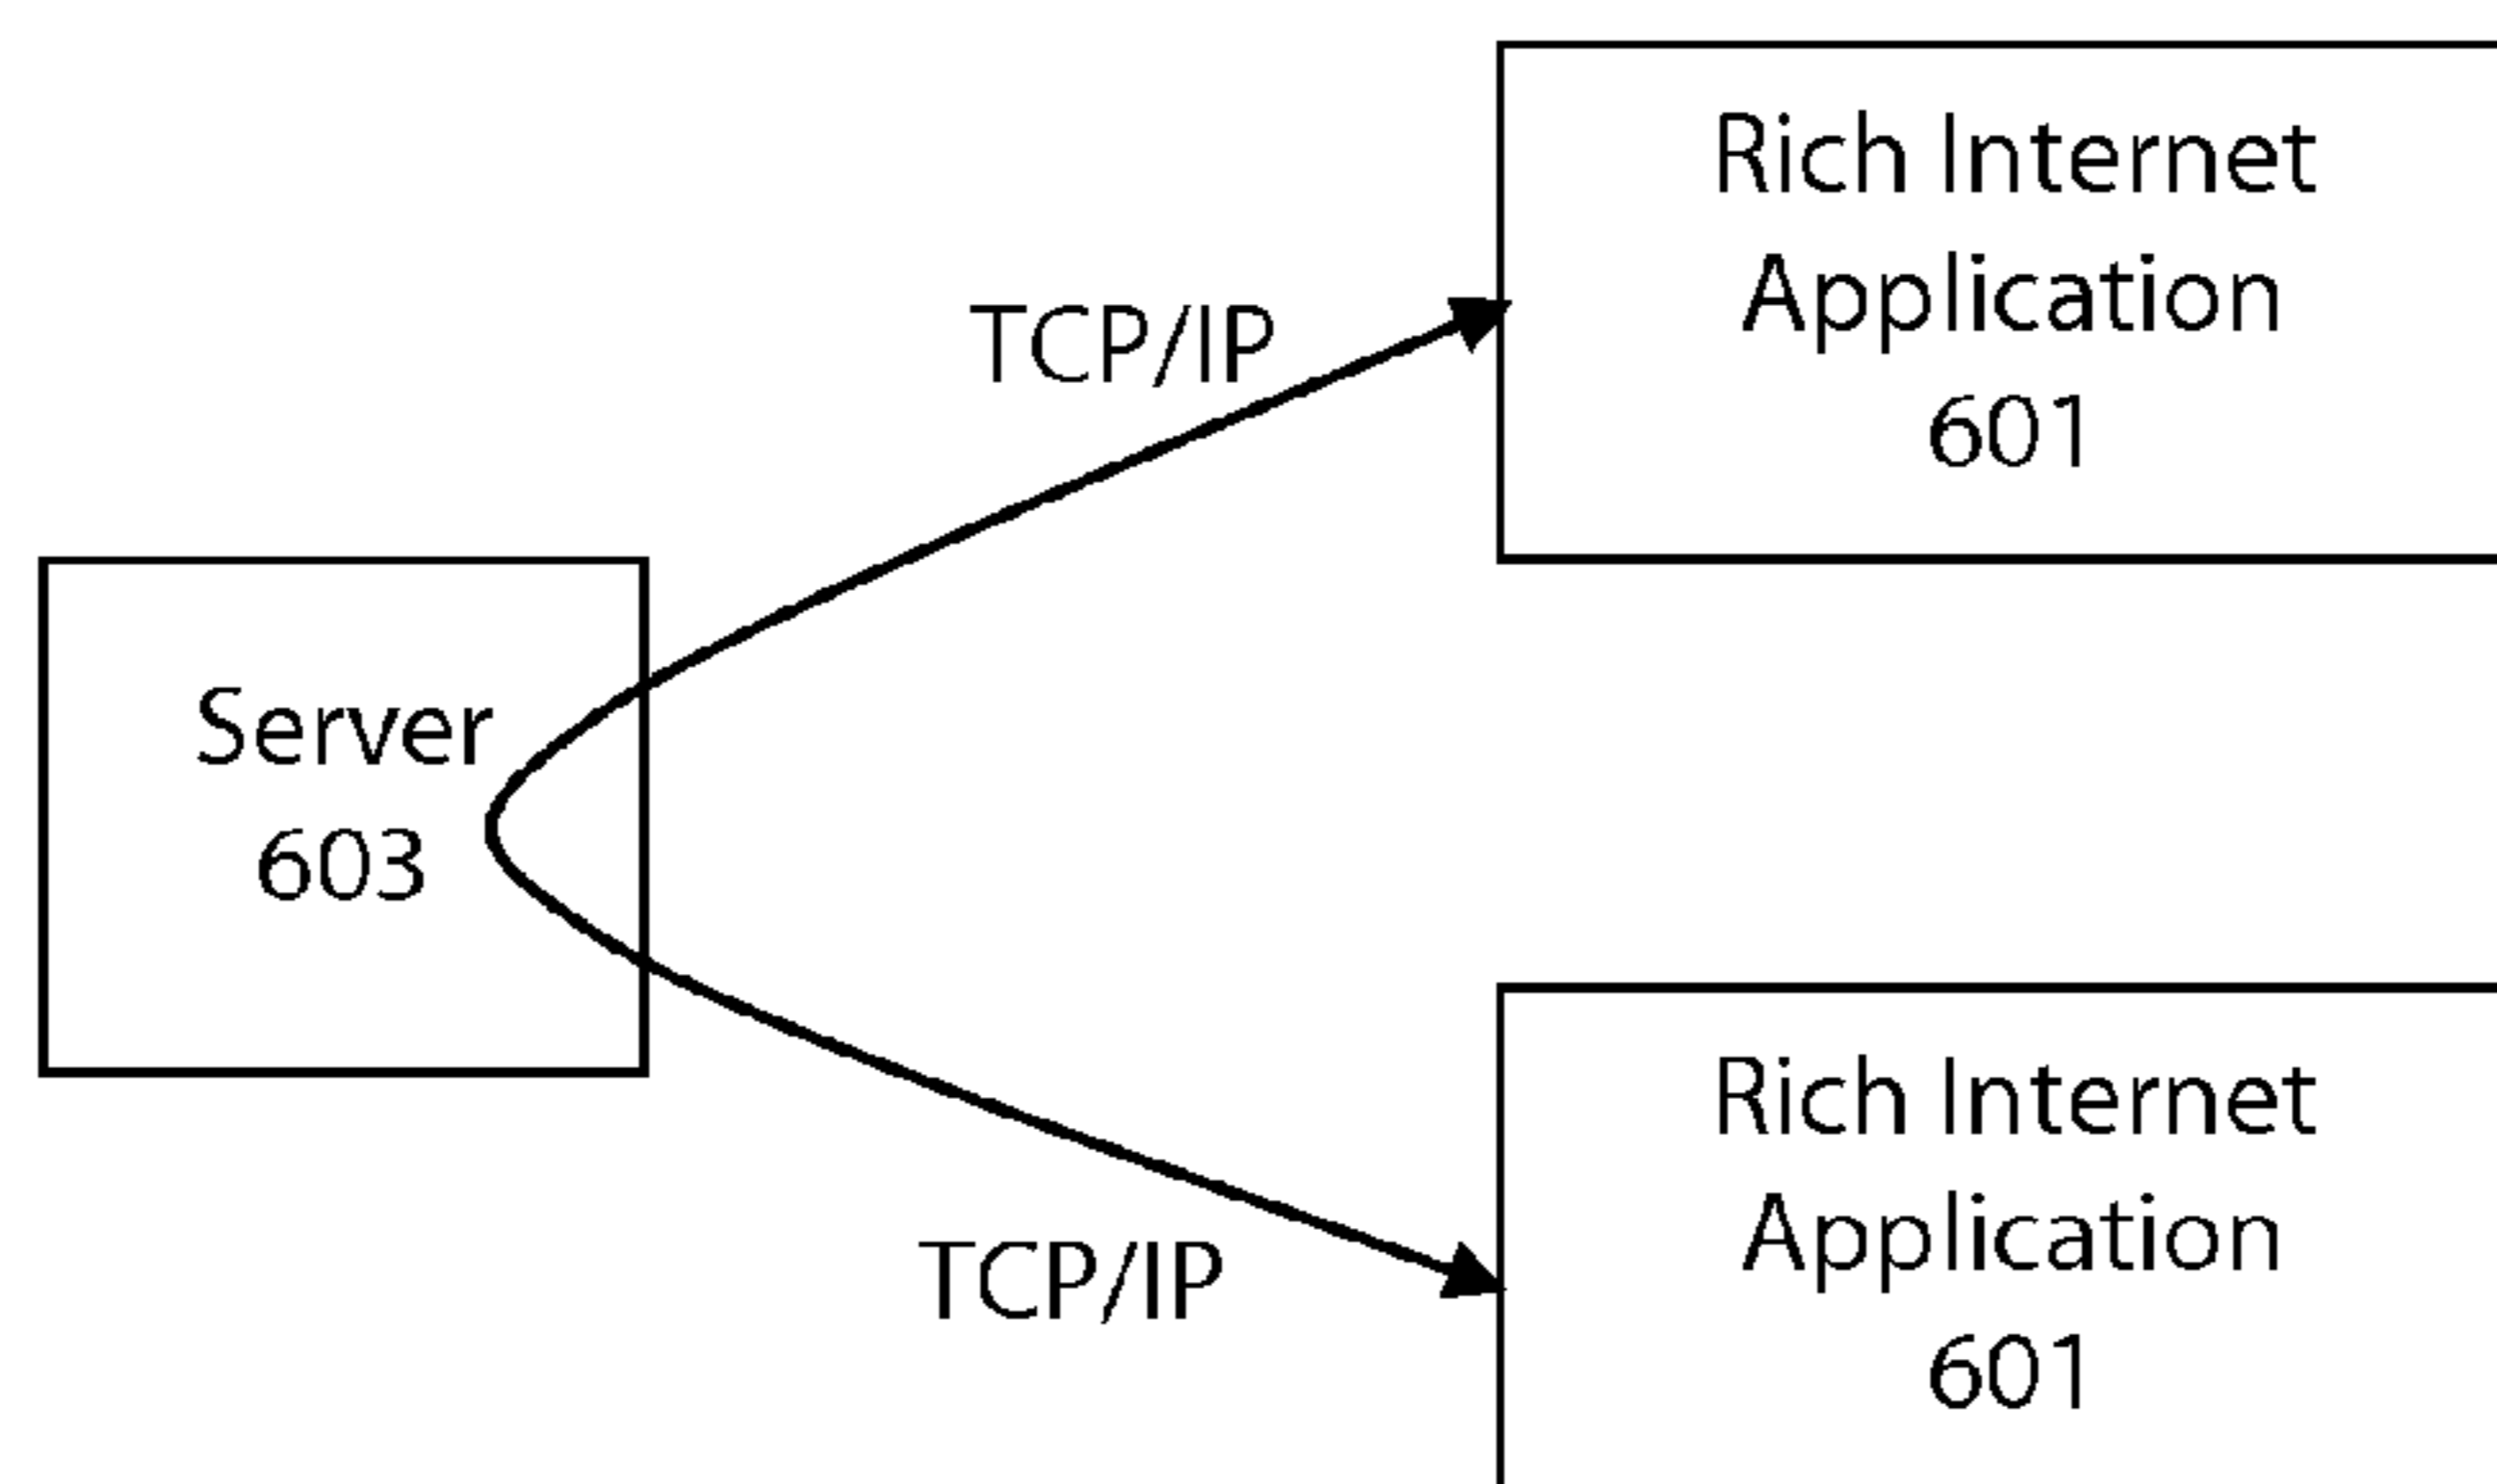 Rich Internet
Application
601
TCP/IP
Server
603
TCP/IP
Rich Internet
Application
601